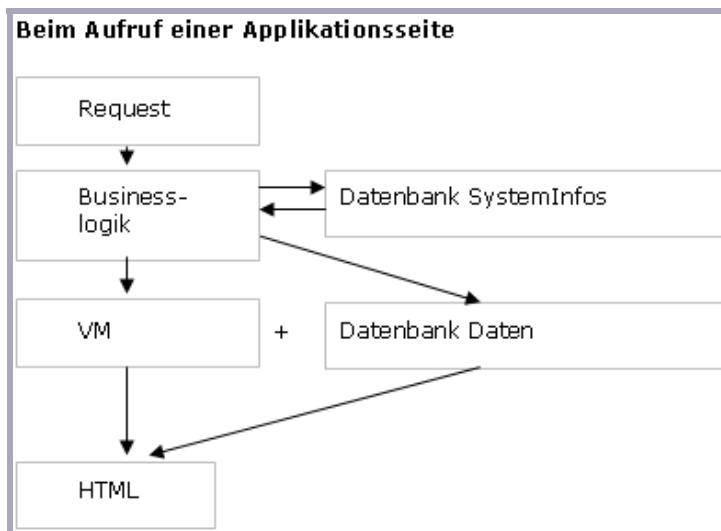 Beim Aufruf einer Applikationsseite
Request
Business-
logik
Datenbank SystemInfos
VM
+
Datenbank Daten
HTML